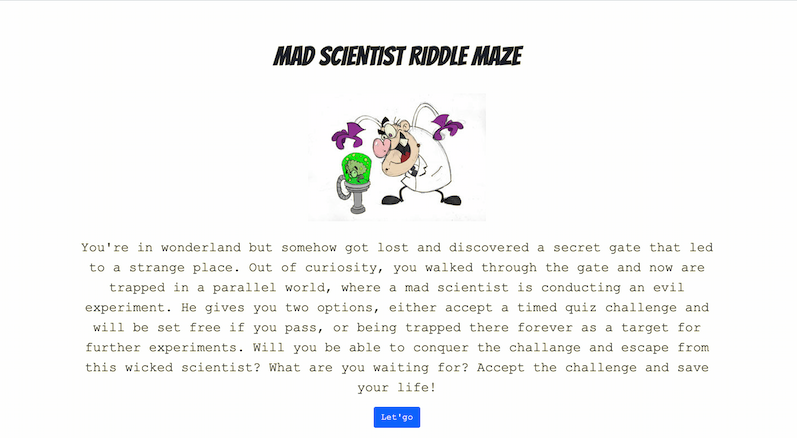 MAD SCIENTIST RIDDLE MAZE
You're in wonderland but somehow got lost and discovered a secret gate that led
to a strange place. Out of curiosity, you walked through the gate and now are
trapped in a parallel world, where a mad scientist is conducting an evil
experiment. He gives you two options, either accept a timed quiz challenge and
will be set free if you pass, or being trapped there forever as a target for
further experiments. Will you be able to conquer the challange and escape from
this wicked scientist? What are you waiting for? Accept the challenge and save
your life!
Let'go